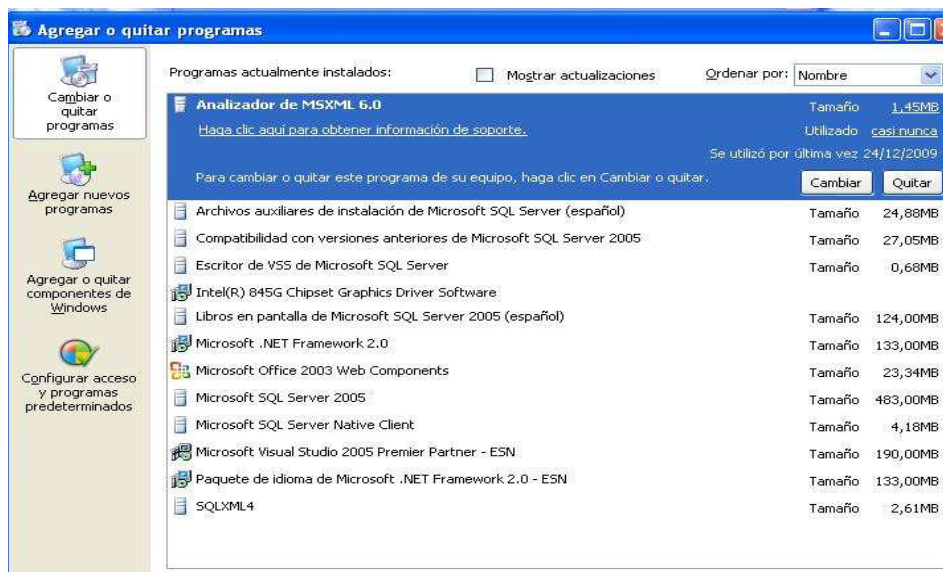 Agregar o quitar programas
Cambiar o
quitar
programas
Agregar nuevos
programas
Agregar o quitar
componentes de
Windows
Configurar acceso
y programas
predeterminados
Programas actualmente instalados:
Mostrar actualizaciones
Ordenar por: Nombre
Analizador de MSXML 6.0 Tamaño 1,45MB
Haga clic aquí para obtener información de soporte. Utilizado casi nunca
Se utilizó por última vez 24/12/2009
Para cambiar o quitar este programa de su equipo, haga clic en Cambiar o quitar. Cambiar Quitar
Archivos auxiliares de instalación de Microsoft SQL Server (español) Tamaño 24,88MB
Compatibilidad con versiones anteriores de Microsoft SQL Server 2005 Tamaño 27,05MB
Escritor de VSS de Microsoft SQL Server Tamaño 0,68MB
Intel(R) 845G Chipset Graphics Driver Software
Libros en pantalla de Microsoft SQL Server 2005 (español) Tamaño 124,00MB
Microsoft .NET Framework 2.0 Tamaño 133,00MB
Microsoft Office 2003 Web Components Tamaño 23,34MB
Microsoft SQL Server 2005 Tamaño 483,00MB
Microsoft SQL Server Native Client Tamaño 4,18MB
Microsoft Visual Studio 2005 Premier Partner - ESN Tamaño 190,00MB
Paquete de idioma de Microsoft .NET Framework 2.0 - ESN Tamaño 133,00MB
SQLXML4 Tamaño 2,61MB